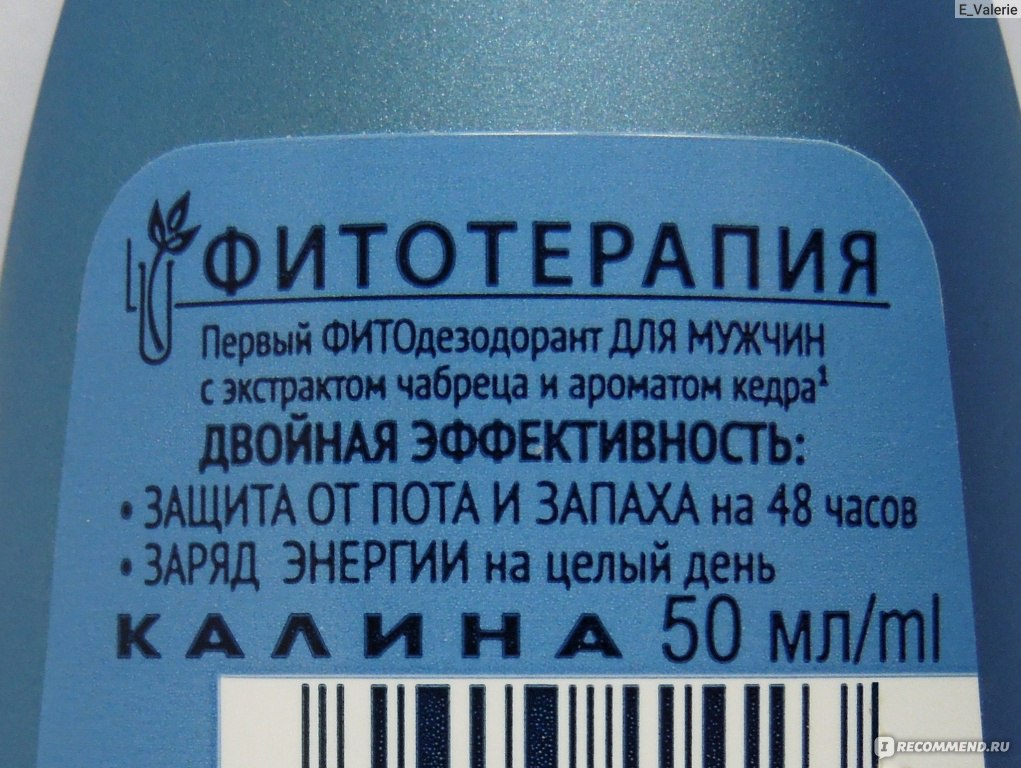 E_Valerie
ФИТОТЕРАПИЯ
Первый ФИТОдезодорант ДЛЯ МУЖЧИН
с экстрактом чабреца и ароматом кедра¹
ДВОЙНАЯ ЭФФЕКТИВНОСТЬ:
• ЗАЩИТА ОТ ПОТА И ЗАПАХА на 48 часов
• ЗАРЯД ЭНЕРГИИ на целый день
КАЛИНА 50 мл/ml
IRECOMMEND.RU